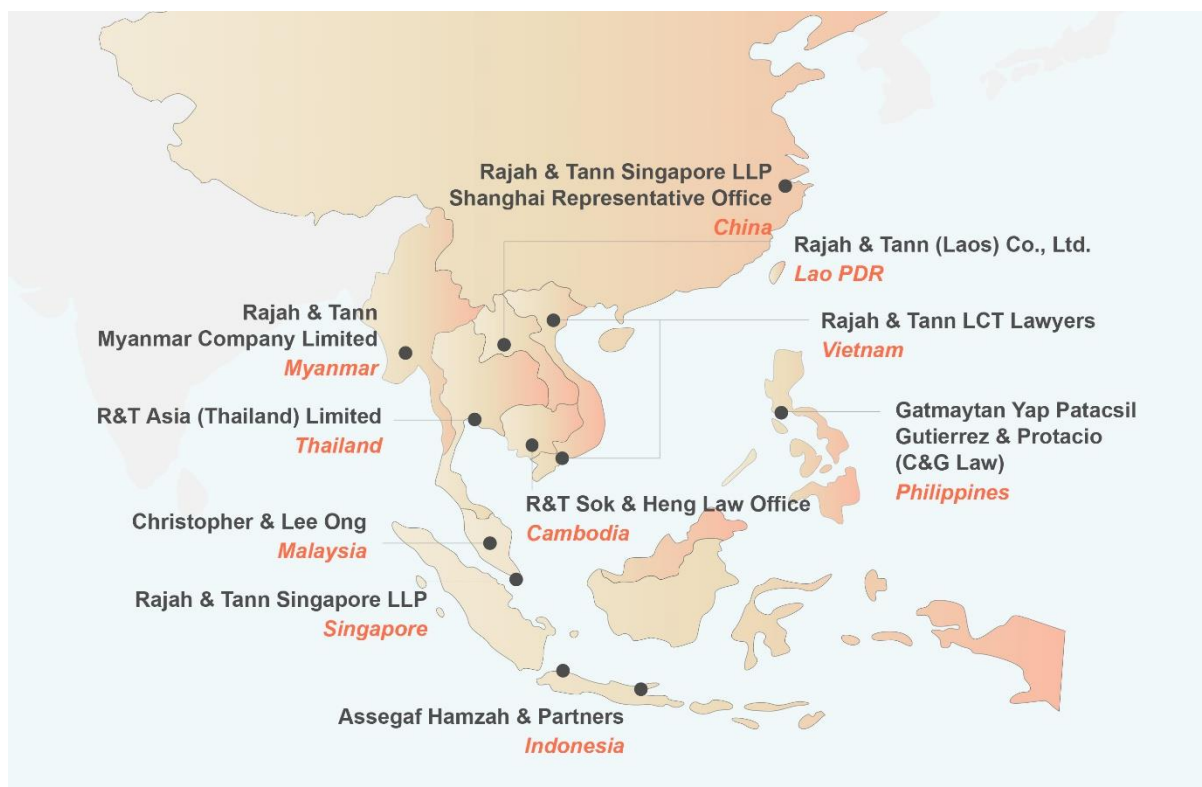 Rajah & Tann Singapore LLP
Shanghai Representative Office
China
Rajah & Tann (Laos) Co., Ltd.
Lao PDR
Rajah & Tann
Myanmar Company Limited
Myanmar
Rajah & Tann LCT Lawyers
Vietnam
R&T Asia (Thailand) Limited
Thailand
Gatmaytan Yap Patacsil
Gutierrez & Protacio
(C&G Law)
Philippines
R&T Sok & Heng Law Office
Cambodia
Christopher & Lee Ong
Malaysia
Rajah & Tann Singapore LLP
Singapore
Assegaf Hamzah & Partners
Indonesia